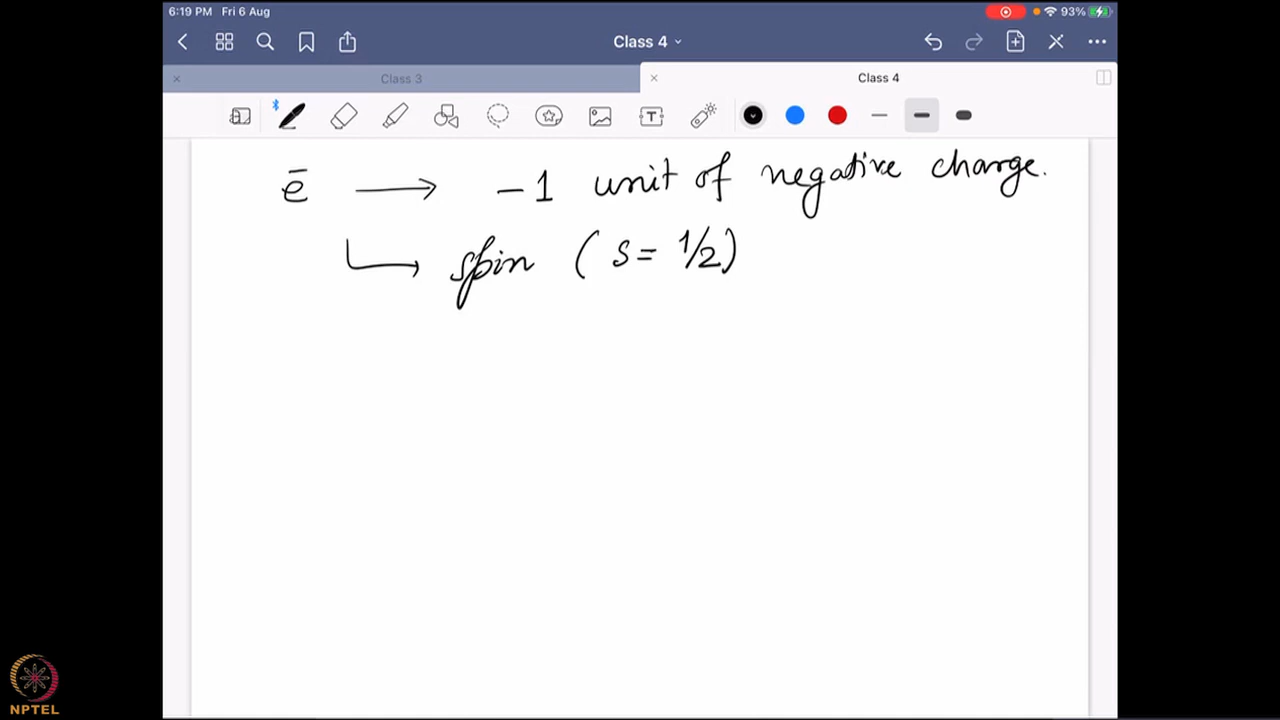 6:19 PM Fri 6 Aug 93%
Class 4
Class 3
Class 4
T
ē → -1 unit of negative charge.
↳ spin (s = 1/2)
NPTEL